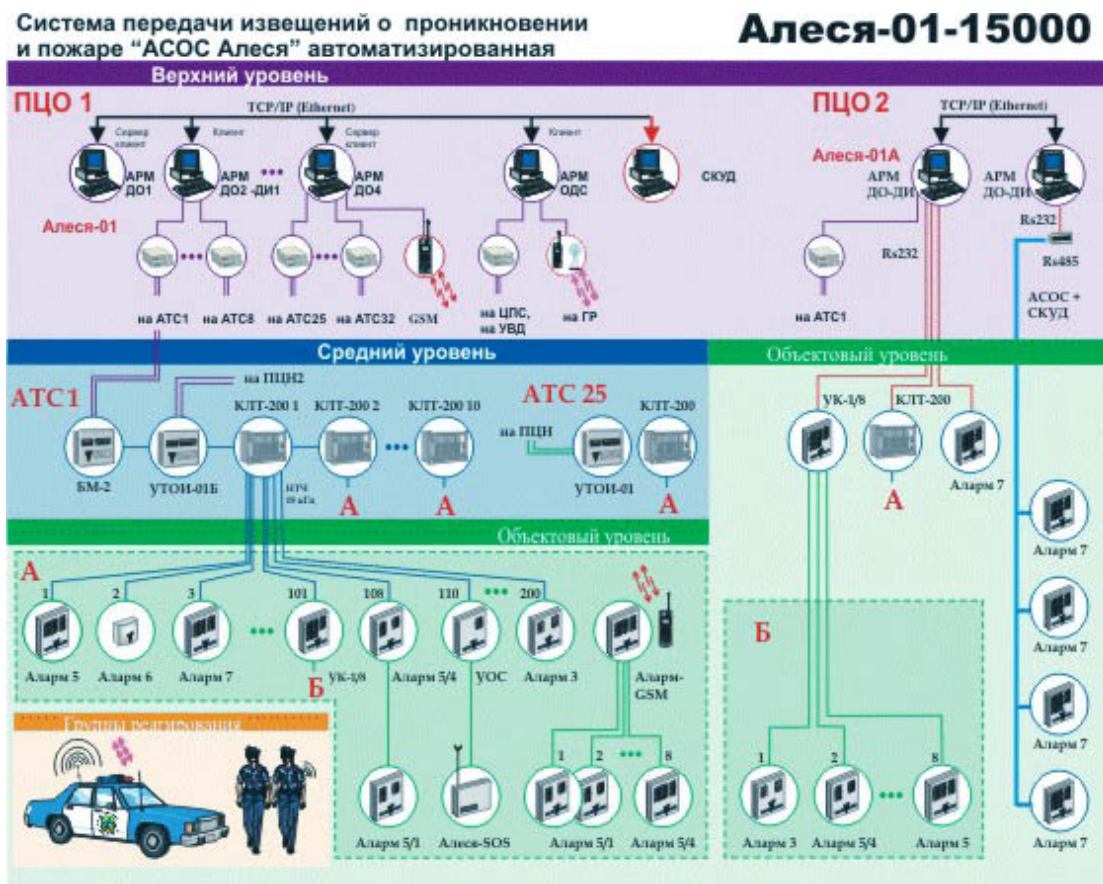 Система передачи извещений о проникновении
и пожаре “АСОС Алеся” автоматизированная
Алеся-01-15000
Верхний уровень
ПЦО 1
TCP/IP (Ethernet)
ПЦО 2
TCP/IP (Ethernet)
Сервер
клиент
Клиент
Сервер
клиент
Клиент
АРМ
ДО1
АРМ
ДО2 -ДИ1
АРМ
ДО4
АРМ
ОДС
СКУД
Алеся-01А
АРМ
ДО-ДИ
АРМ
ДО-ДИ
Алеся-01
Rs232
Rs232
Rs485
на АТС1
на АТС8
на АТС25
на АТС32
GSM
на ЦПС,
на УВД
на ГР
на АТС1
АСОС +
СКУД
Средний уровень
Объектовый уровень
АТС1
на ПЦН2
КЛТ-200 1
КЛТ-200 2
КЛТ-200 10
АТС 25
КЛТ-200
на ПЦН
БМ-2
УТОИ-01Б
А
А
УТОИ-01
А
УК-1/8
КЛТ-200
А
Аларм 7
Объектовый уровень
А
1
2
3
101
108
110
200
Аларм 5
Аларм 6
Аларм 7
Б
УК-1/8
Аларм 5/4
УОС
Аларм 3
Аларм-
GSM
Группы реагирования
1
2
8
Аларм 5/1
Алеся-SOS
Аларм 5/1
Аларм 5/4
Б
1
2
8
Аларм 3
Аларм 5/4
Аларм 5
Аларм 7
Аларм 7
Аларм 7
Аларм 7